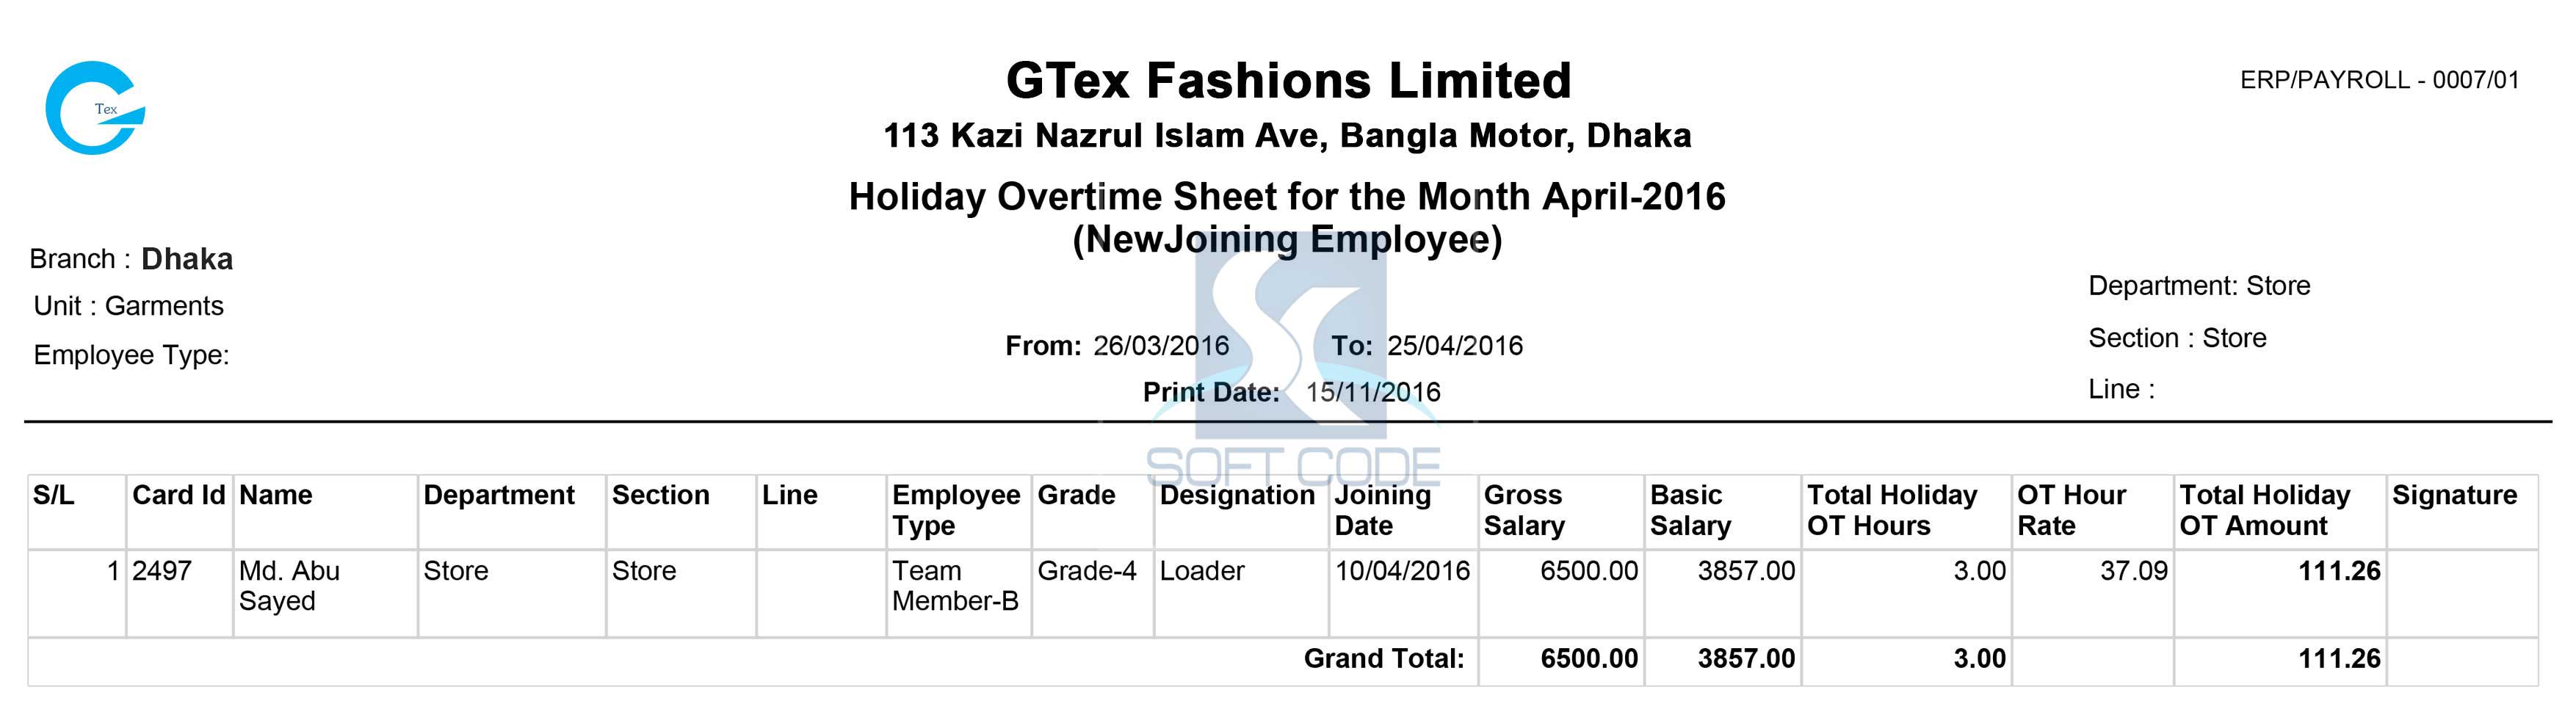 Tex
GTex Fashions Limited
ERP/PAYROLL - 0007/01
113 Kazi Nazrul Islam Ave, Bangla Motor, Dhaka
Holiday Overtime Sheet for the Month April-2016
(NewJoining Employee)
Branch : Dhaka
Unit : Garments
Employee Type:
From: 26/03/2016 To: 25/04/2016
Print Date: 15/11/2016
Department: Store
Section : Store
Line :
SOFT CODE
S/L Card Id Name Department Section Line Employee Grade Designation Joining Gross Basic Total Holiday OT Hour Total Holiday Signature
Type Date Salary Salary OT Hours Rate OT Amount
1 2497 Md. Abu Store Store Team Grade-4 Loader 10/04/2016 6500.00 3857.00 3.00 37.09 111.26
Sayed Member-B
Grand Total: 6500.00 3857.00 3.00 111.26